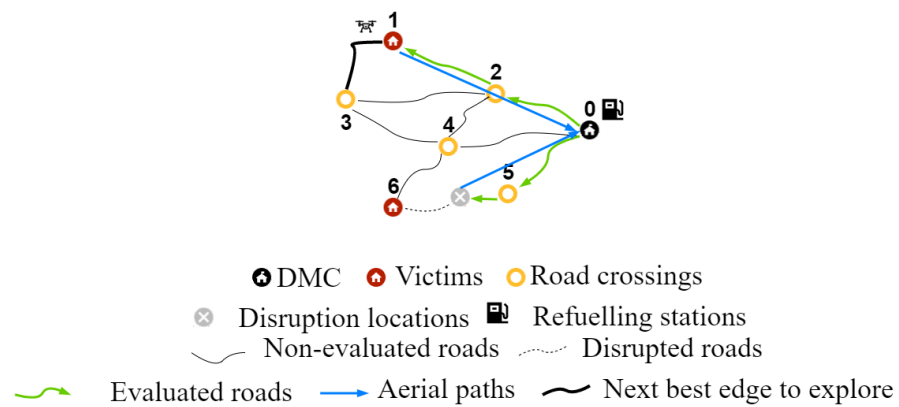 1
2
0
3
4
5
6
DMC Victims Road crossings
Disruption locations Refuelling stations
Non-evaluated roads Disrupted roads
Evaluated roads Aerial paths Next best edge to explore